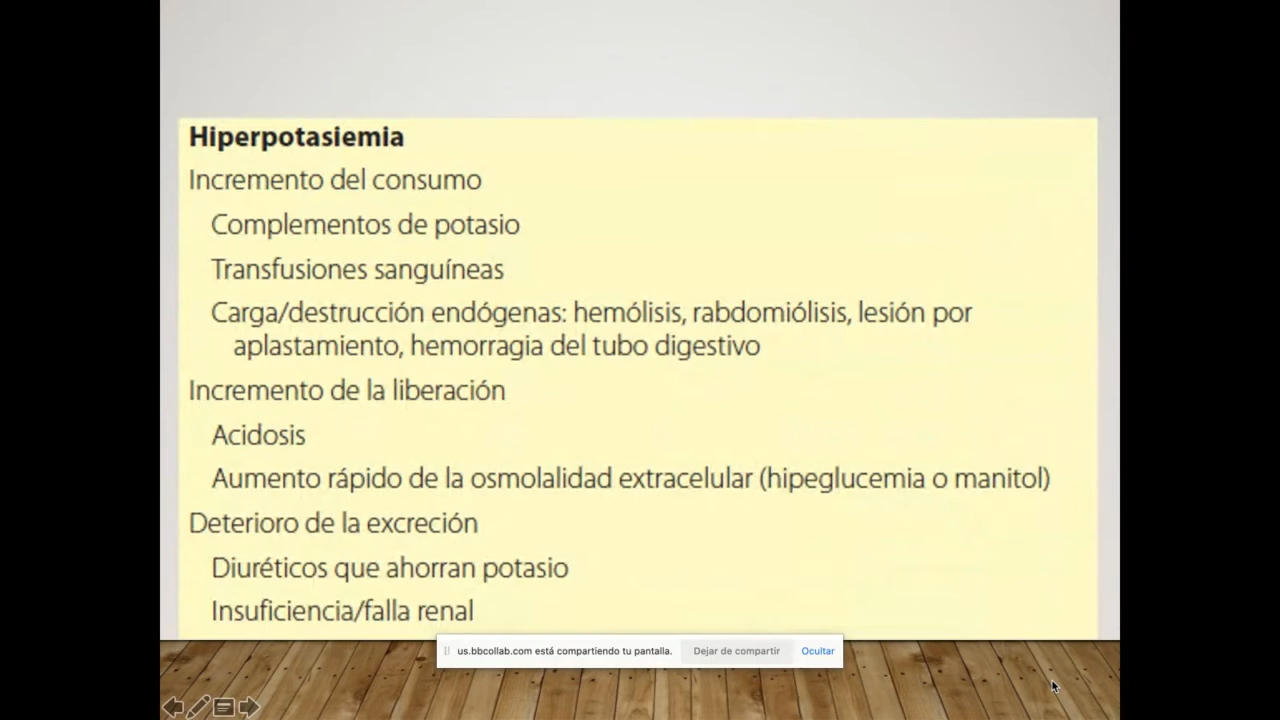 Hiperpotasiemia
Incremento del consumo
Complementos de potasio
Transfusiones sanguíneas
Carga/destrucción endógenas: hemólisis, rabdomiólisis, lesión por
aplastamiento, hemorragia del tubo digestivo
Incremento de la liberación
Acidosis
Aumento rápido de la osmolalidad extracelular (hipeglucemia o manitol)
Deterioro de la excreción
Diuréticos que ahorran potasio
Insuficiencia/falla renal
us.bbcollab.com está compartiendo tu pantalla. Dejar de compartir Ocultar